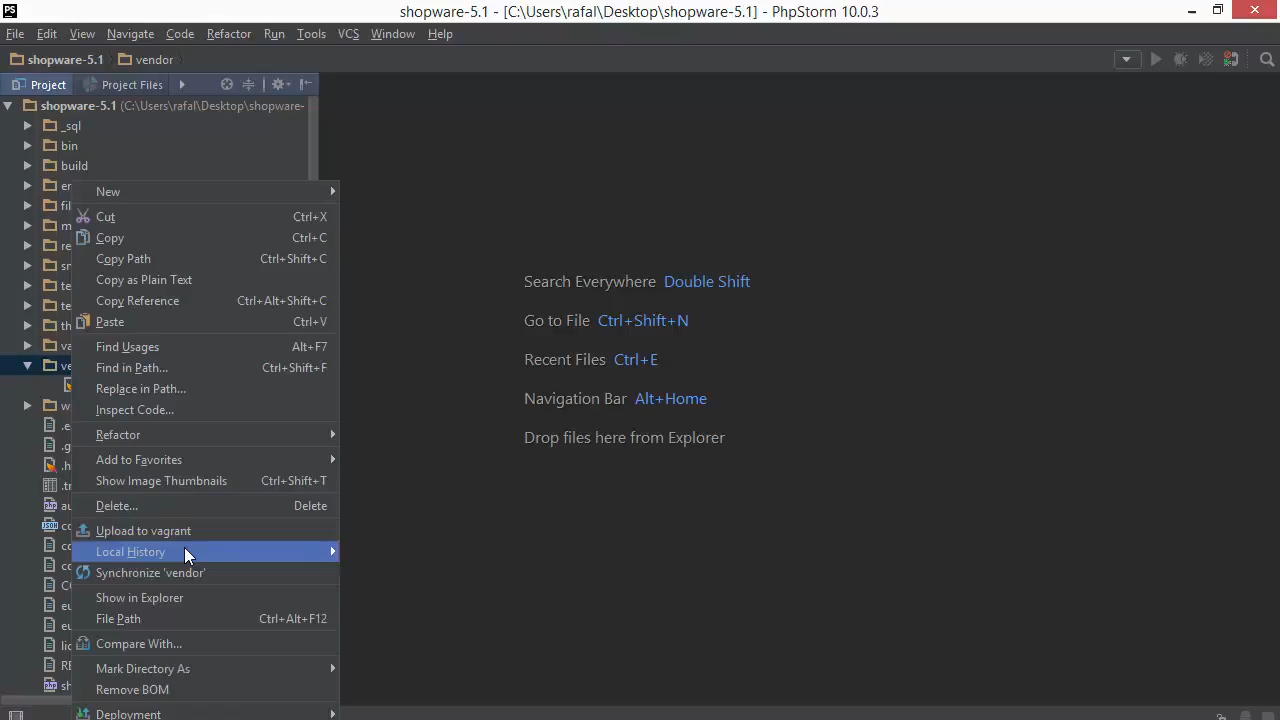 PS
shopware-5.1 - [C:\Users\rafal\Desktop\shopware-5.1] - PhpStorm 10.0.3
File Edit View Navigate Code Refactor Run Tools VCS Window Help
shopware-5.1 vendor
Project Project Files
shopware-5.1 (C:\Users\rafal\Desktop\shopware-
_sql
bin
build
New
Cut Ctrl+X
Copy Ctrl+C
Copy Path Ctrl+Shift+C
Copy as Plain Text
Copy Reference Ctrl+Alt+Shift+C
Paste Ctrl+V
Find Usages Alt+F7
Find in Path... Ctrl+Shift+F
Replace in Path...
Inspect Code...
Refactor
Add to Favorites
Show Image Thumbnails Ctrl+Shift+T
Delete... Delete
Upload to vagrant
Local History
Synchronize 'vendor'
Show in Explorer
File Path Ctrl+Alt+F12
Compare With...
Mark Directory As
Remove BOM
Deployment
Search Everywhere Double Shift
Go to File Ctrl+Shift+N
Recent Files Ctrl+E
Navigation Bar Alt+Home
Drop files here from Explorer